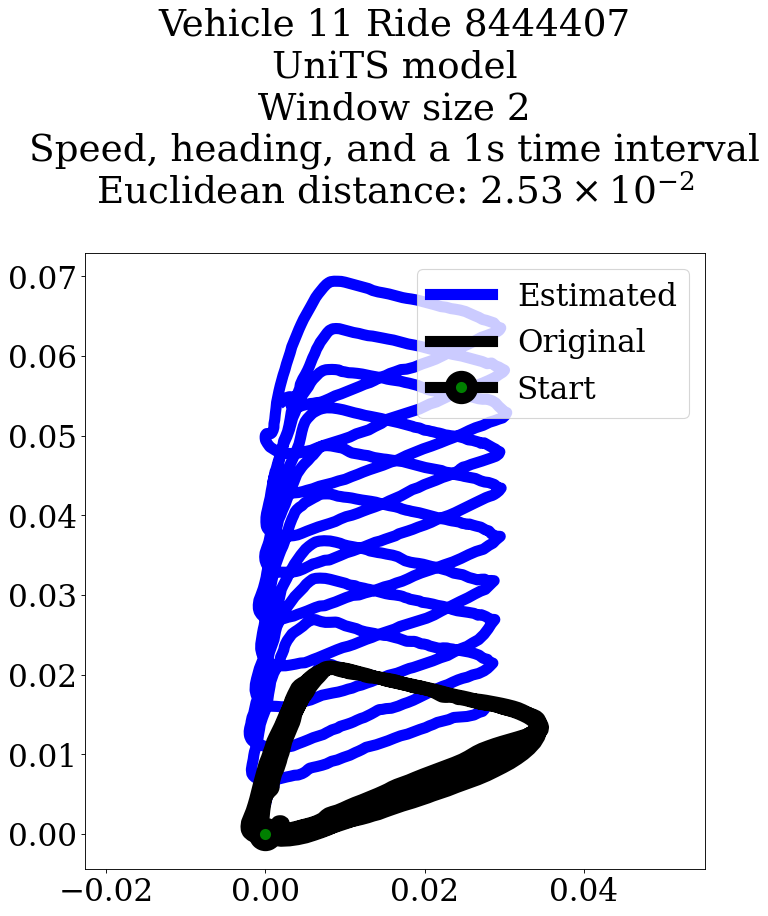 Vehicle 11 Ride 8444407
UniTS model
Window size 2
Speed, heading, and a 1s time interval
Euclidean distance: 2.53 × 10⁻²
Estimated
Original
Start
0.07
0.06
0.05
0.04
0.03
0.02
0.01
0.00
−0.02 0.00 0.02 0.04